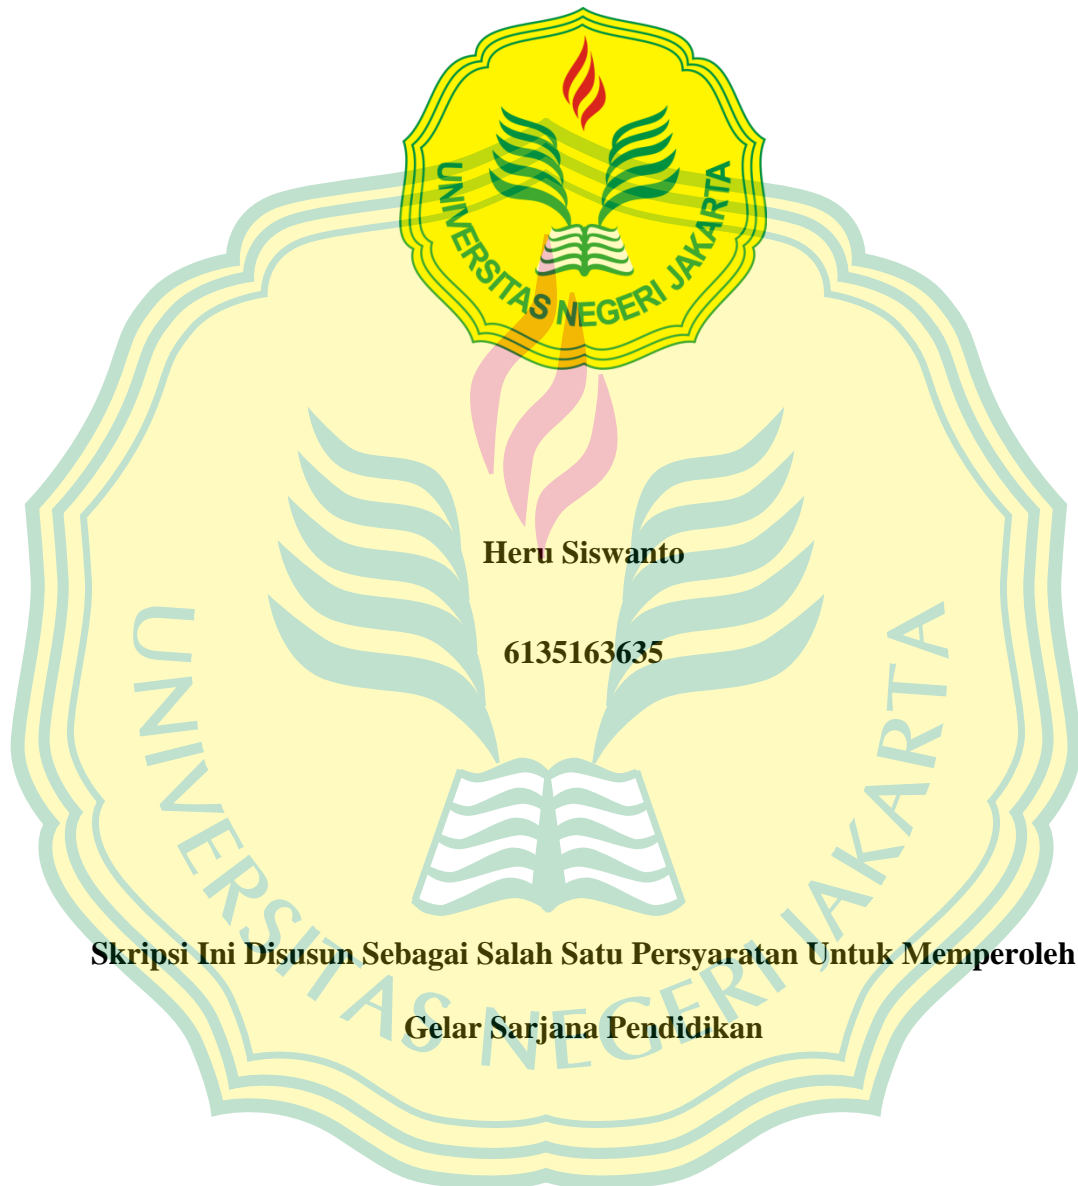 UNIVERSITAS NEGERI JAKARTA
Heru Siswanto
6135163635
Skripsi Ini Disusun Sebagai Salah Satu Persyaratan Untuk Memperoleh
Gelar Sarjana Pendidikan
UNIVERSITAS NEGERI JAKARTA